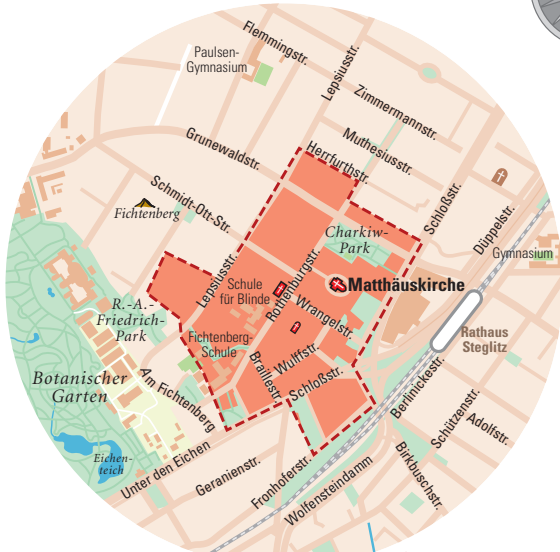 Flemmingstr.
Paulsen-
Gymnasium
Lepsiusstr.
Zimmermannstr.
Muthesiusstr.
Grunewaldstr.
Herrfurthstr.
Schmidt-Ott-Str.
Fichtenberg
Schloßstr.
Düppelstr.
Charkiw-
Park
Gymnasium
Lepsiusstr.
Rothenburgstr.
Schule
für Blinde
Matthäuskirche
R.-A.-
Friedrich-
Park
Wrangelstr.
Fichtenberg-
Schule
Rathaus
Steglitz
Wulffstr.
Braillestr.
Schloßstr.
Botanischer
Garten
Am Fichtenberg
Berlinickestr.
Schützenstr.
Adolfstr.
Eichen-
teich
Unter den Eichen
Geranienstr.
Fronhoferstr.
Wolfensteindamm
Birkbuschstr.